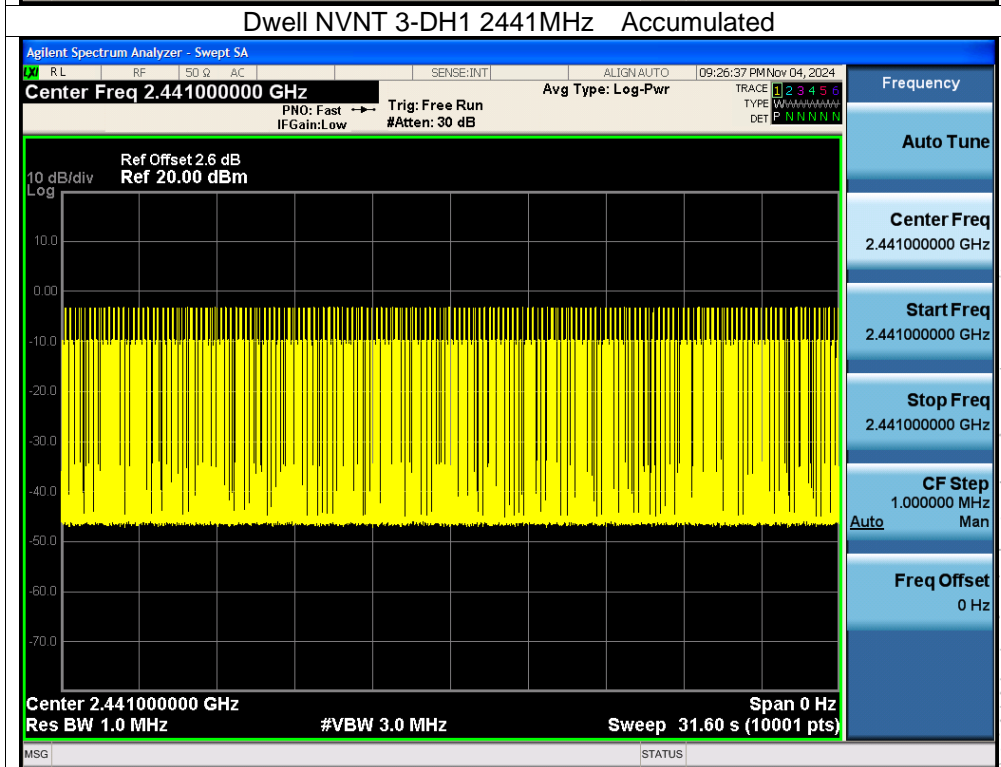 Dwell NVNT 3-DH1 2441MHz Accumulated
Agilent Spectrum Analyzer - Swept SA
LXI RL RF 50 Ω AC SENSE:INT ALIGN AUTO 09:26:37 PM Nov 04, 2024
Center Freq 2.441000000 GHz
PNO: Fast
IFGain:Low
Trig: Free Run
#Atten: 30 dB
Avg Type: Log-Pwr
TRACE 1 2 3 4 5 6
TYPE WWWWWW
DET P N N N N N
Frequency
Auto Tune
Center Freq
2.441000000 GHz
Start Freq
2.441000000 GHz
Stop Freq
2.441000000 GHz
CF Step
1.000000 MHz
Auto Man
Freq Offset
0 Hz
Ref Offset 2.6 dB
10 dB/div Ref 20.00 dBm
Log
10.0
0.00
-10.0
-20.0
-30.0
-40.0
-50.0
-60.0
-70.0
Center 2.441000000 GHz Span 0 Hz
Res BW 1.0 MHz #VBW 3.0 MHz Sweep 31.60 s (10001 pts)
MSG STATUS